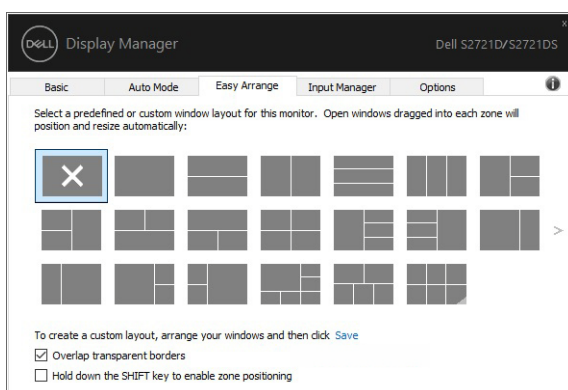 x
DELL Display Manager Dell S2721D/S2721DS
Basic Auto Mode Easy Arrange Input Manager Options i
Select a predefined or custom window layout for this monitor. Open windows dragged into each zone will
position and resize automatically:
To create a custom layout, arrange your windows and then click Save
Overlap transparent borders
Hold down the SHIFT key to enable zone positioning